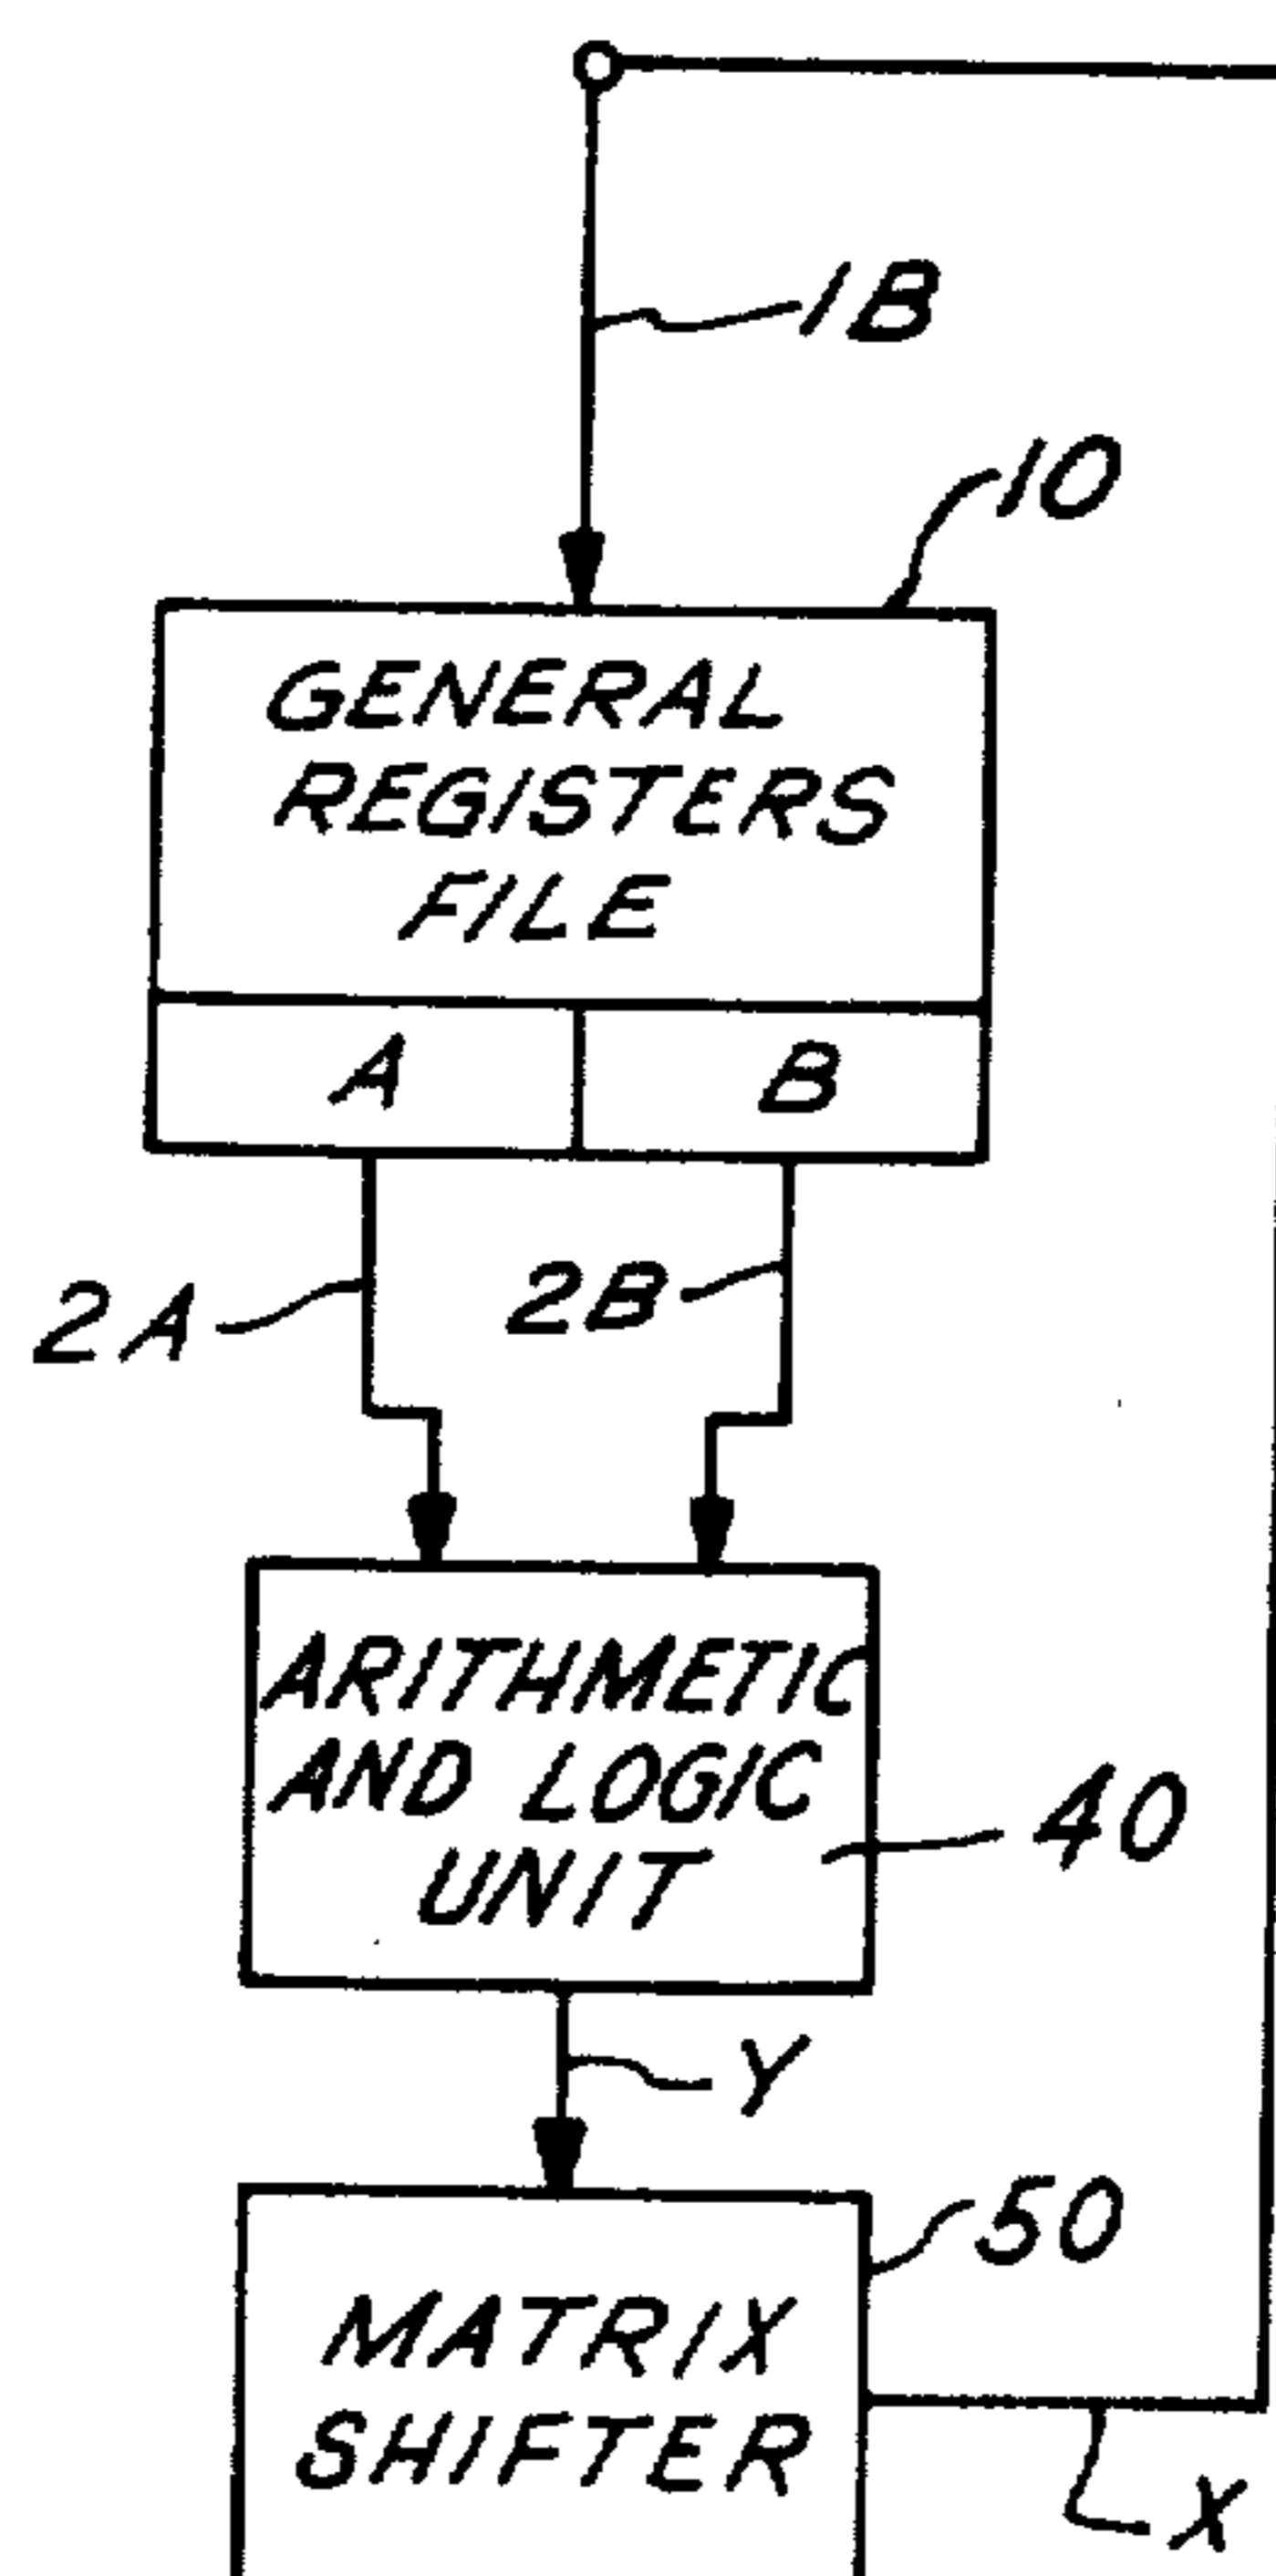 1B
10
GENERAL
REGISTERS
FILE
A
B
2A
2B
ARITHMETIC
AND LOGIC
UNIT
40
Y
50
MATRIX
SHIFTER
X